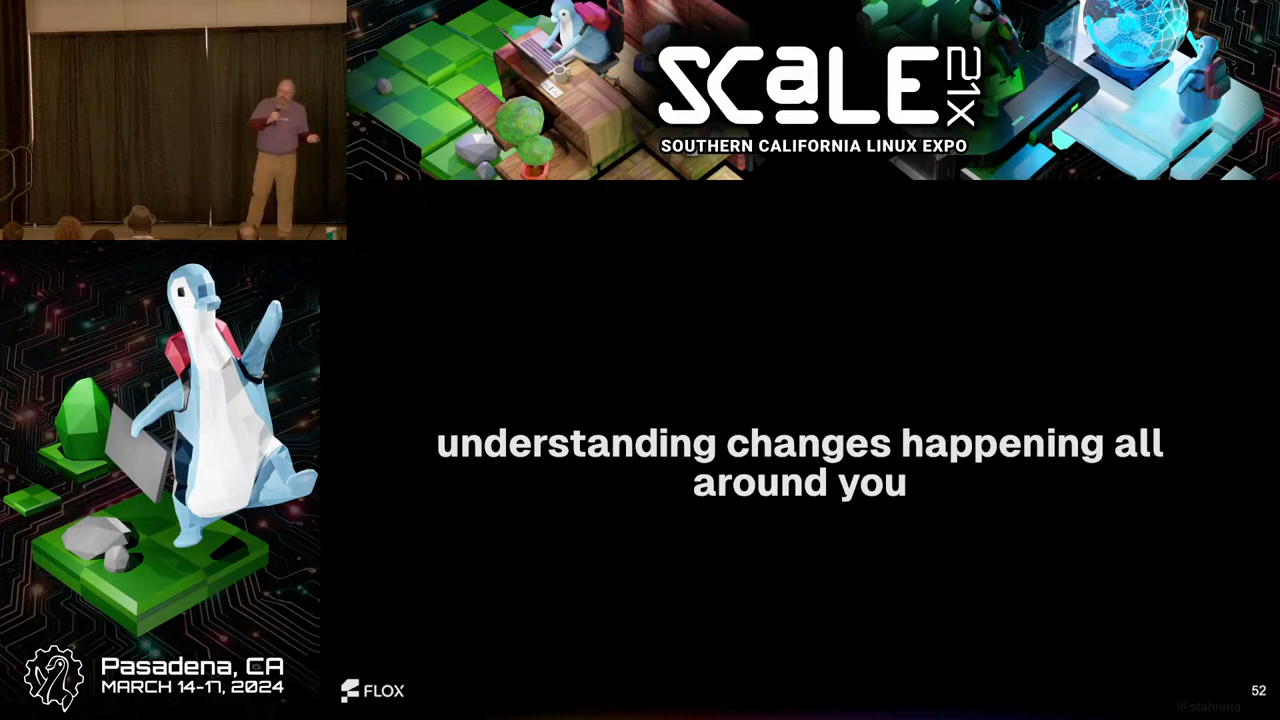 SCALE
21X
SOUTHERN CALIFORNIA LINUX EXPO
understanding changes happening all
around you
Pasadena, CA
MARCH 14-17, 2024
FLOX
52
@stahnma